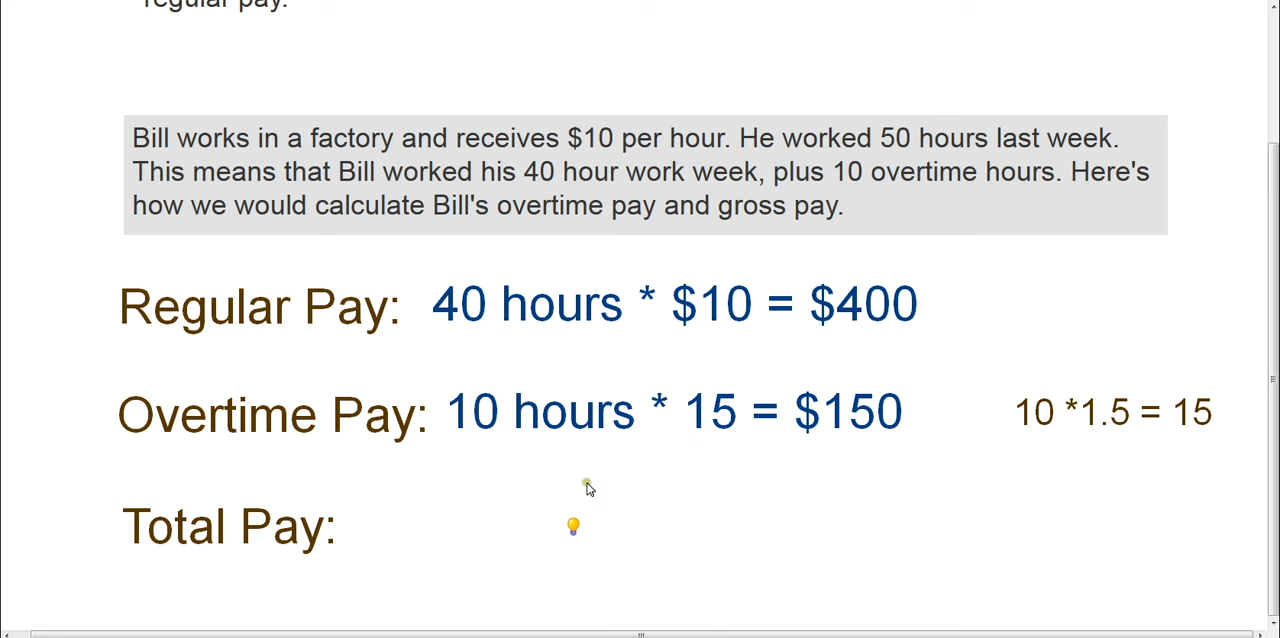 regular pay.
Bill works in a factory and receives $10 per hour. He worked 50 hours last week.
This means that Bill worked his 40 hour work week, plus 10 overtime hours. Here's
how we would calculate Bill's overtime pay and gross pay.
Regular Pay: 40 hours * $10 = $400
Overtime Pay: 10 hours * 15 = $150 10 *1.5 = 15
Total Pay: